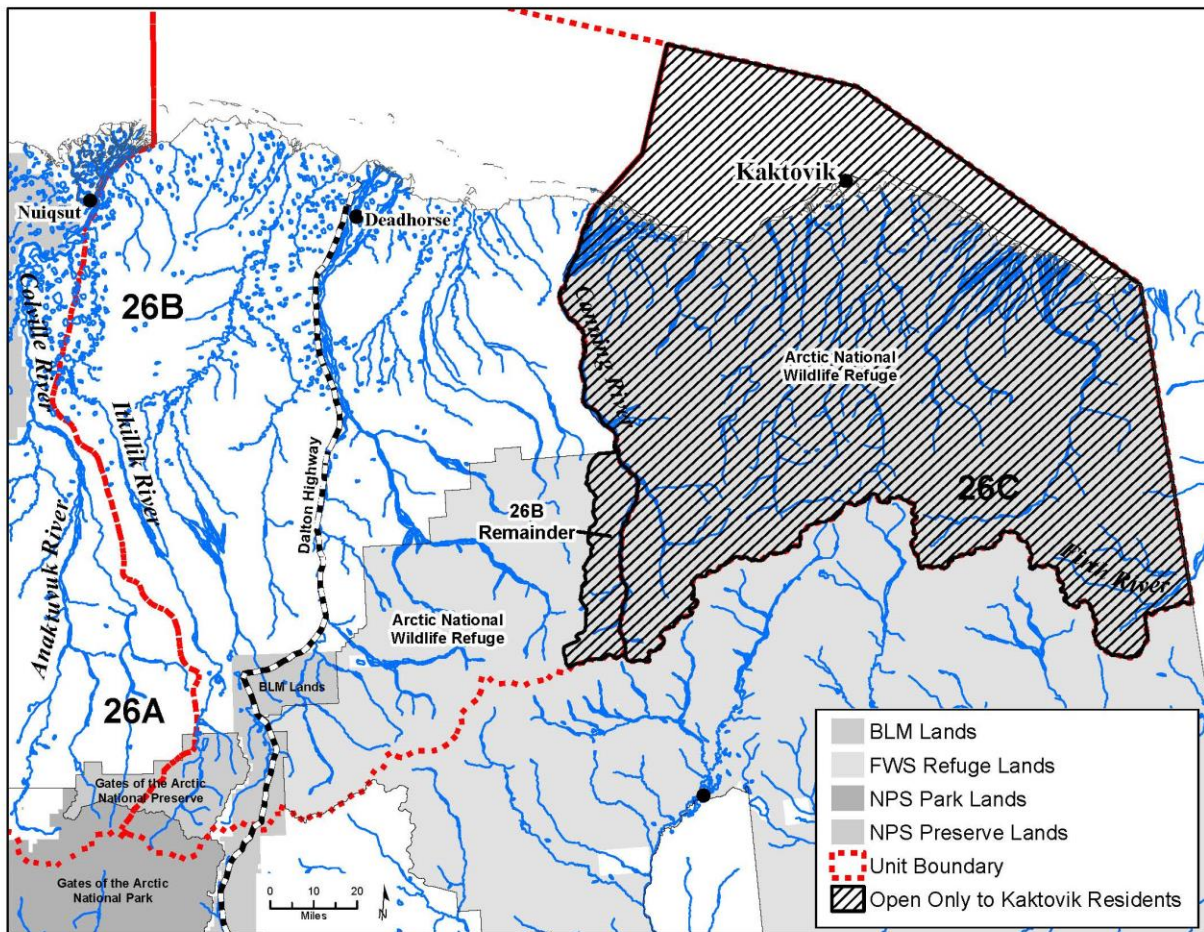 Kaktovik
Nuiqsut
Deadhorse
26B
Colville River
Itkillik River
Canning River
Arctic National
Wildlife Refuge
Dalton Highway
26B
Remainder
26C
Firth River
Anaktuvuk River
Arctic National
Wildlife Refuge
BLM Lands
26A
Gates of the Arctic
National Preserve
Gates of the Arctic
National Park
0 10 20
Miles
N
BLM Lands
FWS Refuge Lands
NPS Park Lands
NPS Preserve Lands
Unit Boundary
Open Only to Kaktovik Residents